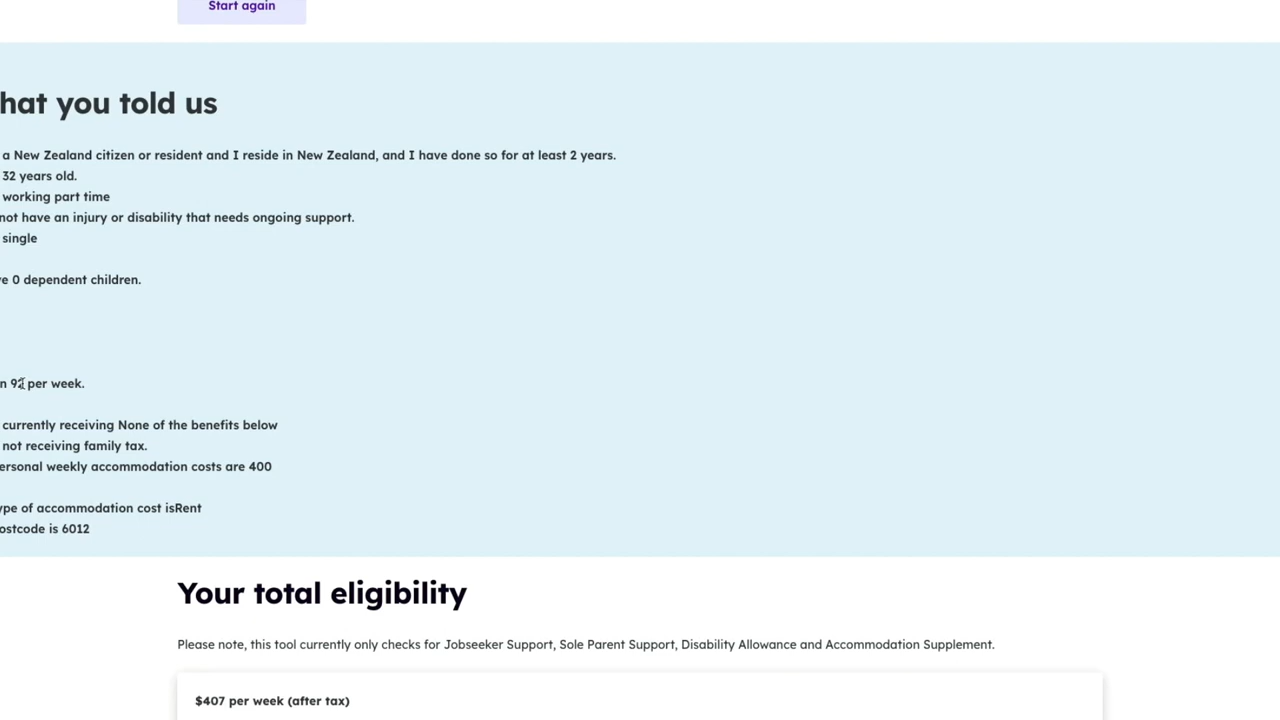 Start again
hat you told us
a New Zealand citizen or resident and I reside in New Zealand, and I have done so for at least 2 years.
32 years old.
working part time
not have an injury or disability that needs ongoing support.
single
e 0 dependent children.
n per week.
currently receiving None of the benefits below
not receiving family tax.
ersonal weekly accommodation costs are 400
ype of accommodation cost isRent
ostcode is 6012
Your total eligibility
Please note, this tool currently only checks for Jobseeker Support, Sole Parent Support, Disability Allowance and Accommodation Supplement.
$407 per week (after tax)